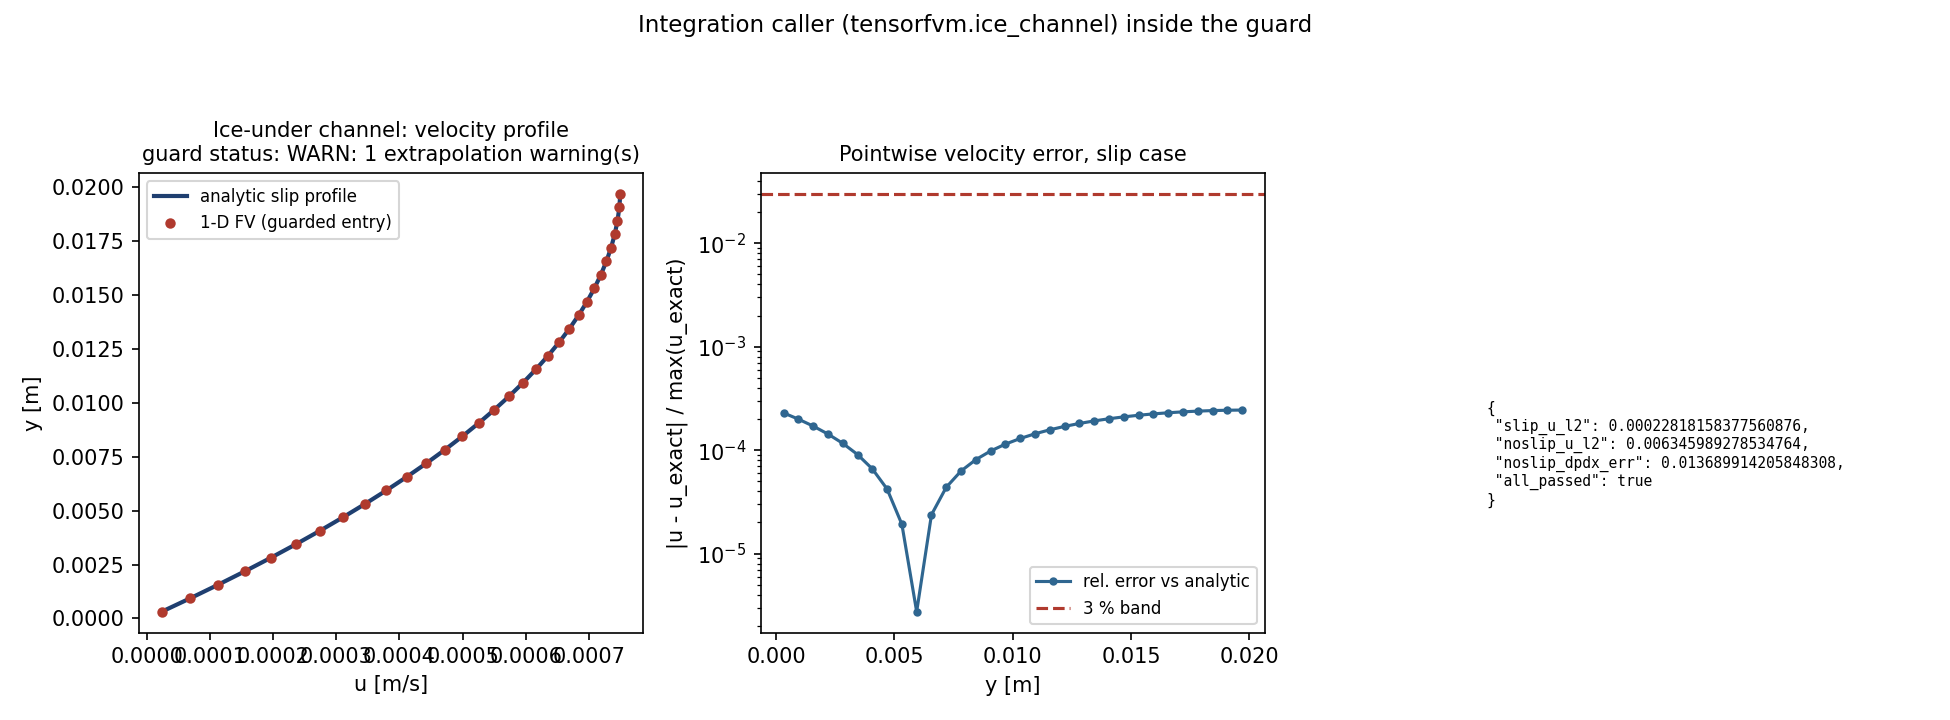 Integration caller (tensorfvm.ice_channel) inside the guard
Ice-under channel: velocity profile
guard status: WARN: 1 extrapolation warning(s)
0.0200
0.0175
0.0150
0.0125
0.0100
0.0075
0.0050
0.0025
0.0000
y [m]
analytic slip profile
1-D FV (guarded entry)
0.0000 0.0001 0.0002 0.0003 0.0004 0.0005 0.0006 0.0007
u [m/s]
Pointwise velocity error, slip case
10⁻²
10⁻³
10⁻⁴
10⁻⁵
|u - u_exact| / max(u_exact)
rel. error vs analytic
3 % band
0.000 0.005 0.010 0.015 0.020
y [m]
{
"slip_u_l2": 0.00022818158377560876,
"noslip_u_l2": 0.006345989278534764,
"noslip_dpdx_err": 0.013689914205848308,
"all_passed": true
}